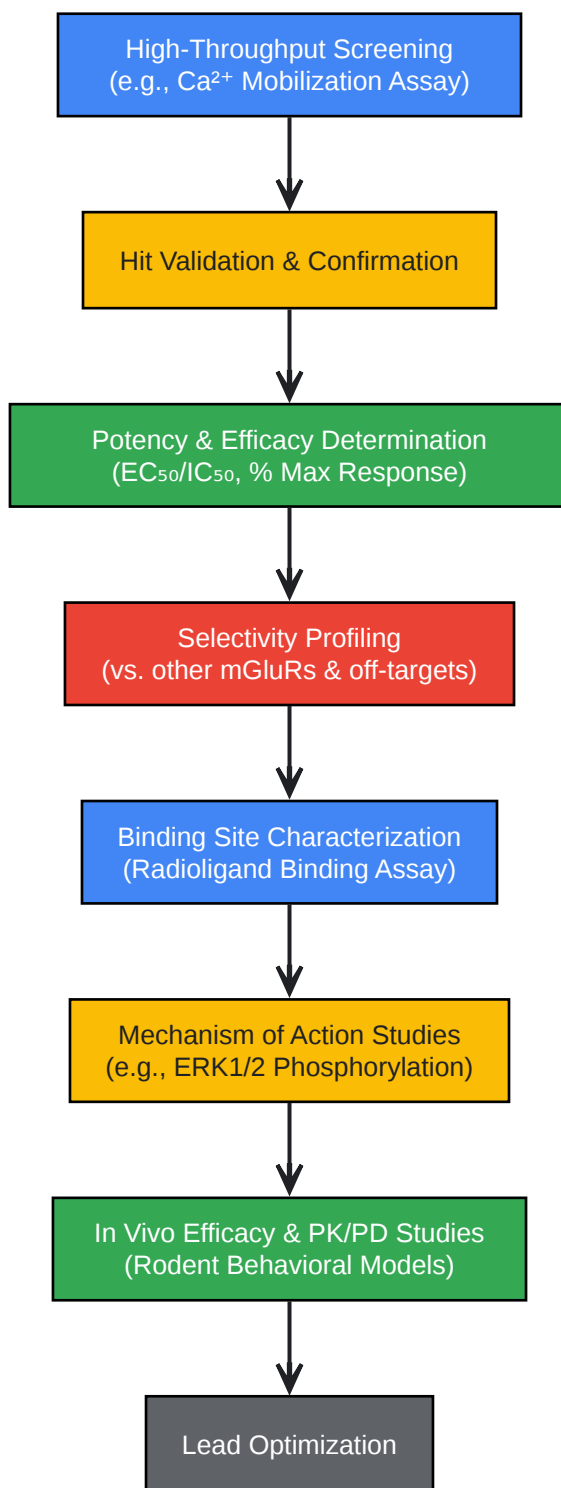 High-Throughput Screening
(e.g., Ca²⁺ Mobilization Assay)
Hit Validation & Confirmation
Potency & Efficacy Determination
(EC₅₀/IC₅₀, % Max Response)
Selectivity Profiling
(vs. other mGluRs & off-targets)
Binding Site Characterization
(Radioligand Binding Assay)
Mechanism of Action Studies
(e.g., ERK1/2 Phosphorylation)
In Vivo Efficacy & PK/PD Studies
(Rodent Behavioral Models)
Lead Optimization